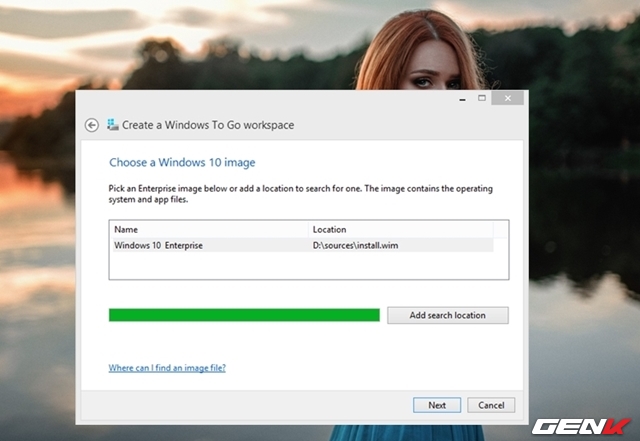 Create a Windows To Go workspace
Choose a Windows 10 image
Pick an Enterprise image below or add a location to search for one. The image contains the operating
system and app files.
Name Location
Windows 10 Enterprise D:\sources\install.wim
Add search location
Where can I find an image file?
Next Cancel
GENK